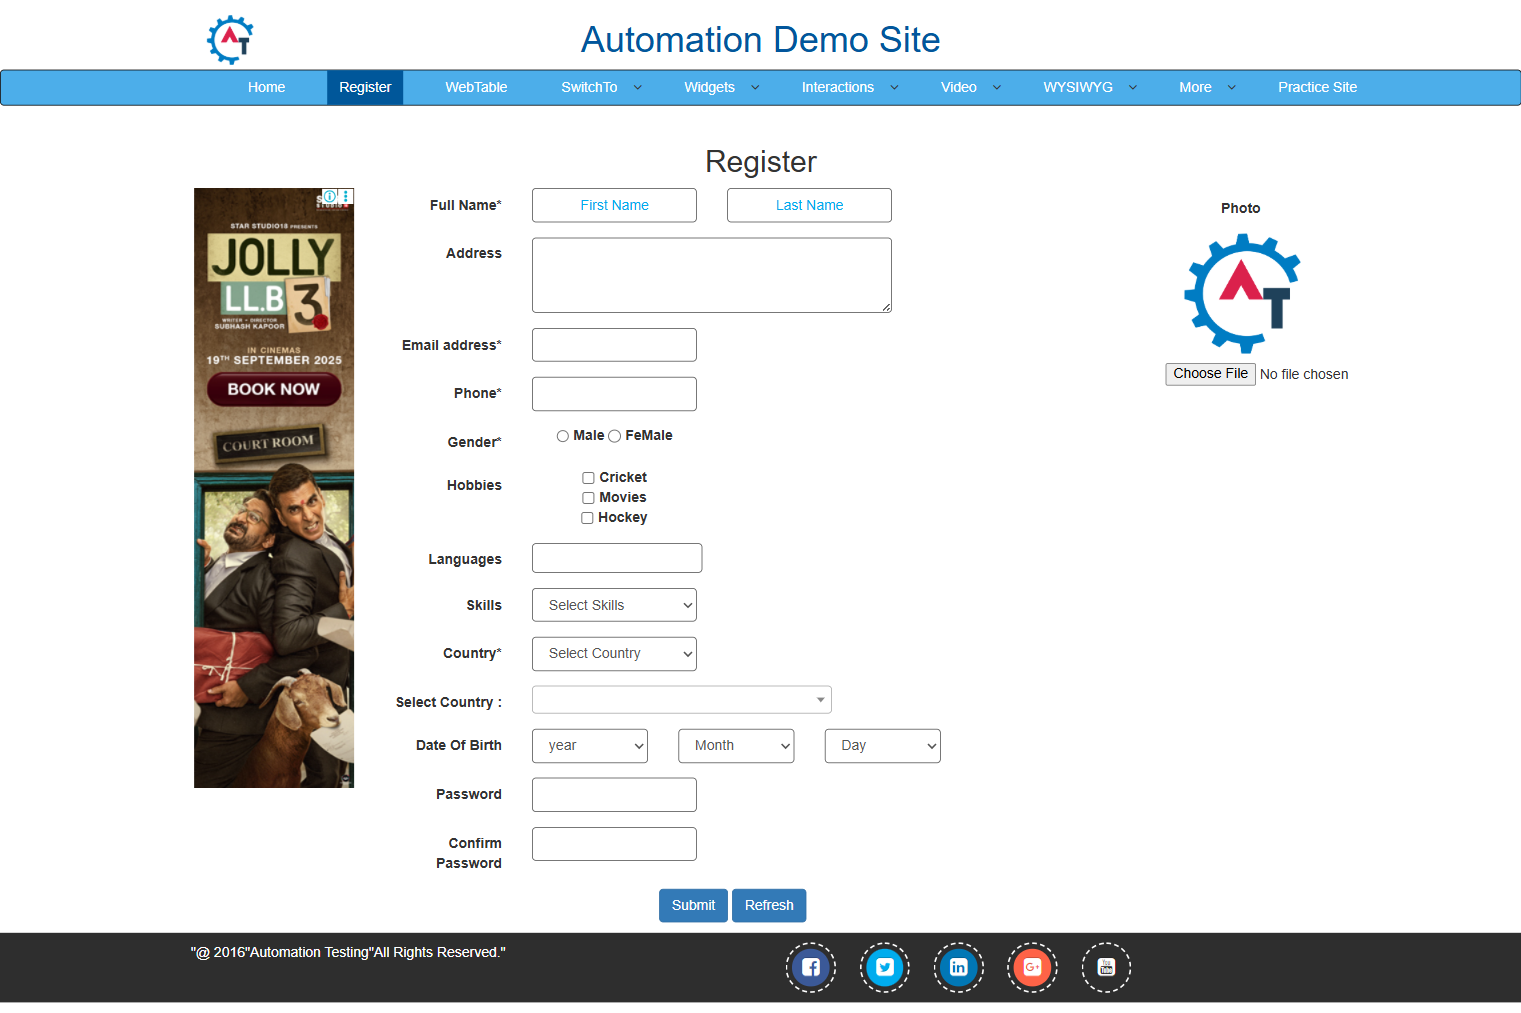 Automation Demo Site
Home Register WebTable SwitchTo Widgets Interactions Video WYSIWYG More Practice Site
Register
STAR STUDIO18 PRESENTS
JOLLY
LL.B 3
WRITER • DIRECTOR
SUBHASH KAPOOR
IN CINEMAS
19TH SEPTEMBER 2025
BOOK NOW
COURT ROOM
Full Name* First Name Last Name
Address
Email address*
Phone*
Gender* Male FeMale
Hobbies Cricket
Movies
Hockey
Languages
Skills Select Skills
Country* Select Country
Select Country :
Date Of Birth year Month Day
Password
Confirm
Password
Submit Refresh
Photo
AT
Choose File No file chosen
"@ 2016"Automation Testing"All Rights Reserved."
You
Tube